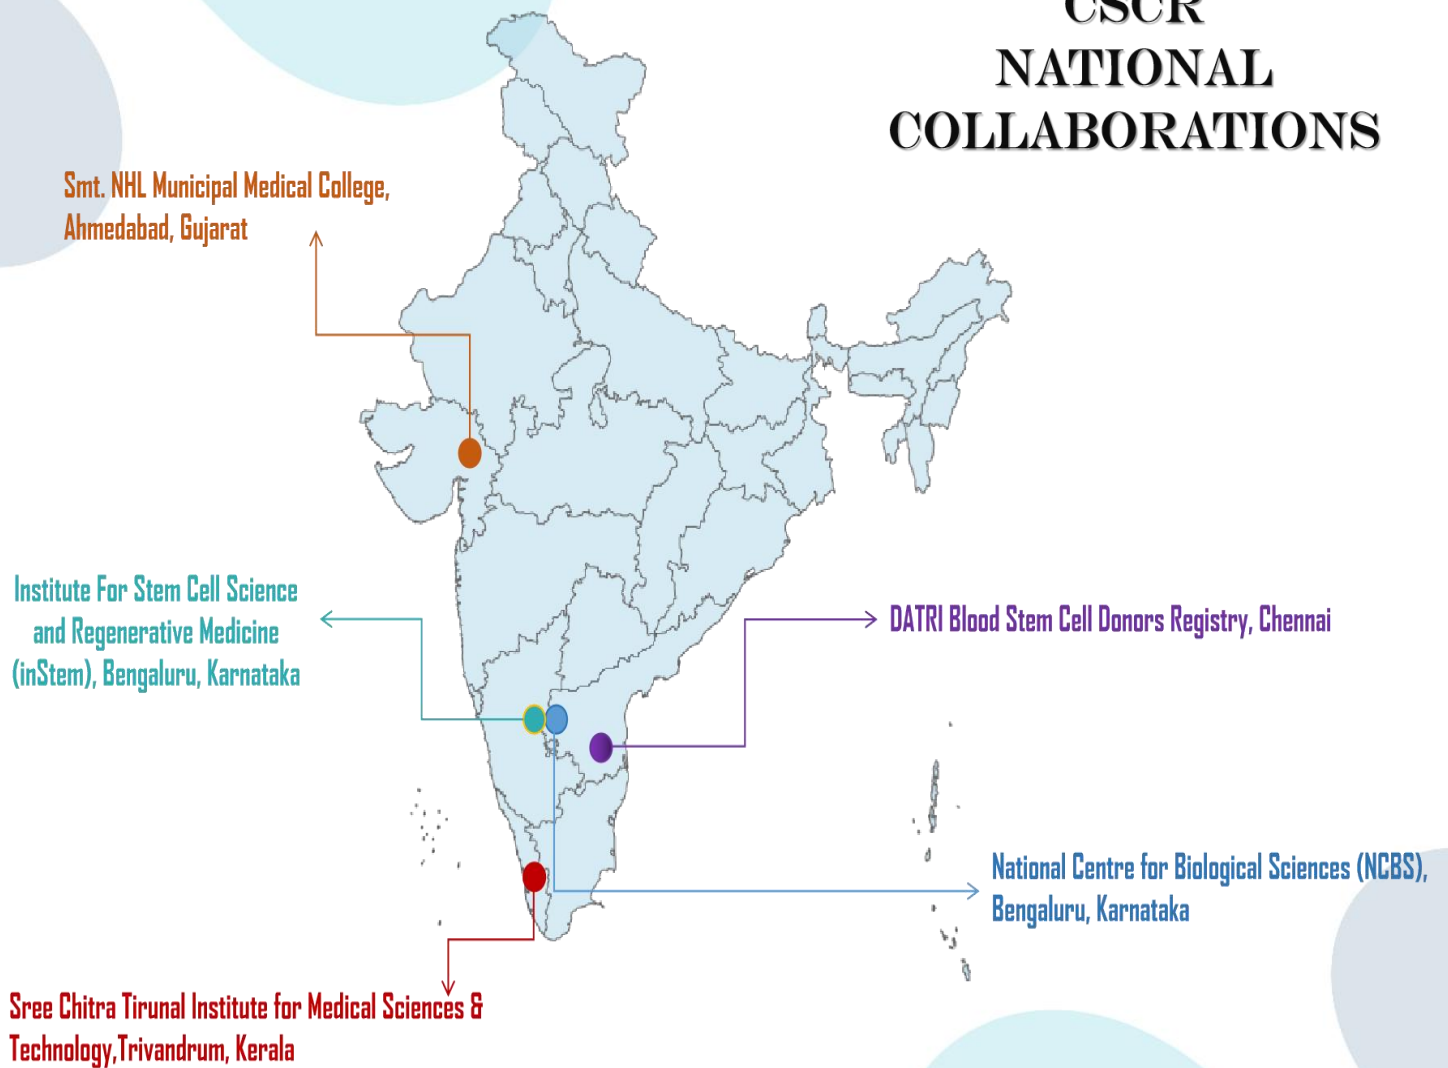 CSCR
NATIONAL
COLLABORATIONS
Smt. NHL Municipal Medical College,
Ahmedabad, Gujarat
Institute For Stem Cell Science
and Regenerative Medicine
(inStem), Bengaluru, Karnataka
DATRI Blood Stem Cell Donors Registry, Chennai
National Centre for Biological Sciences (NCBS),
Bengaluru, Karnataka
Sree Chitra Tirunal Institute for Medical Sciences &
Technology,Trivandrum, Kerala